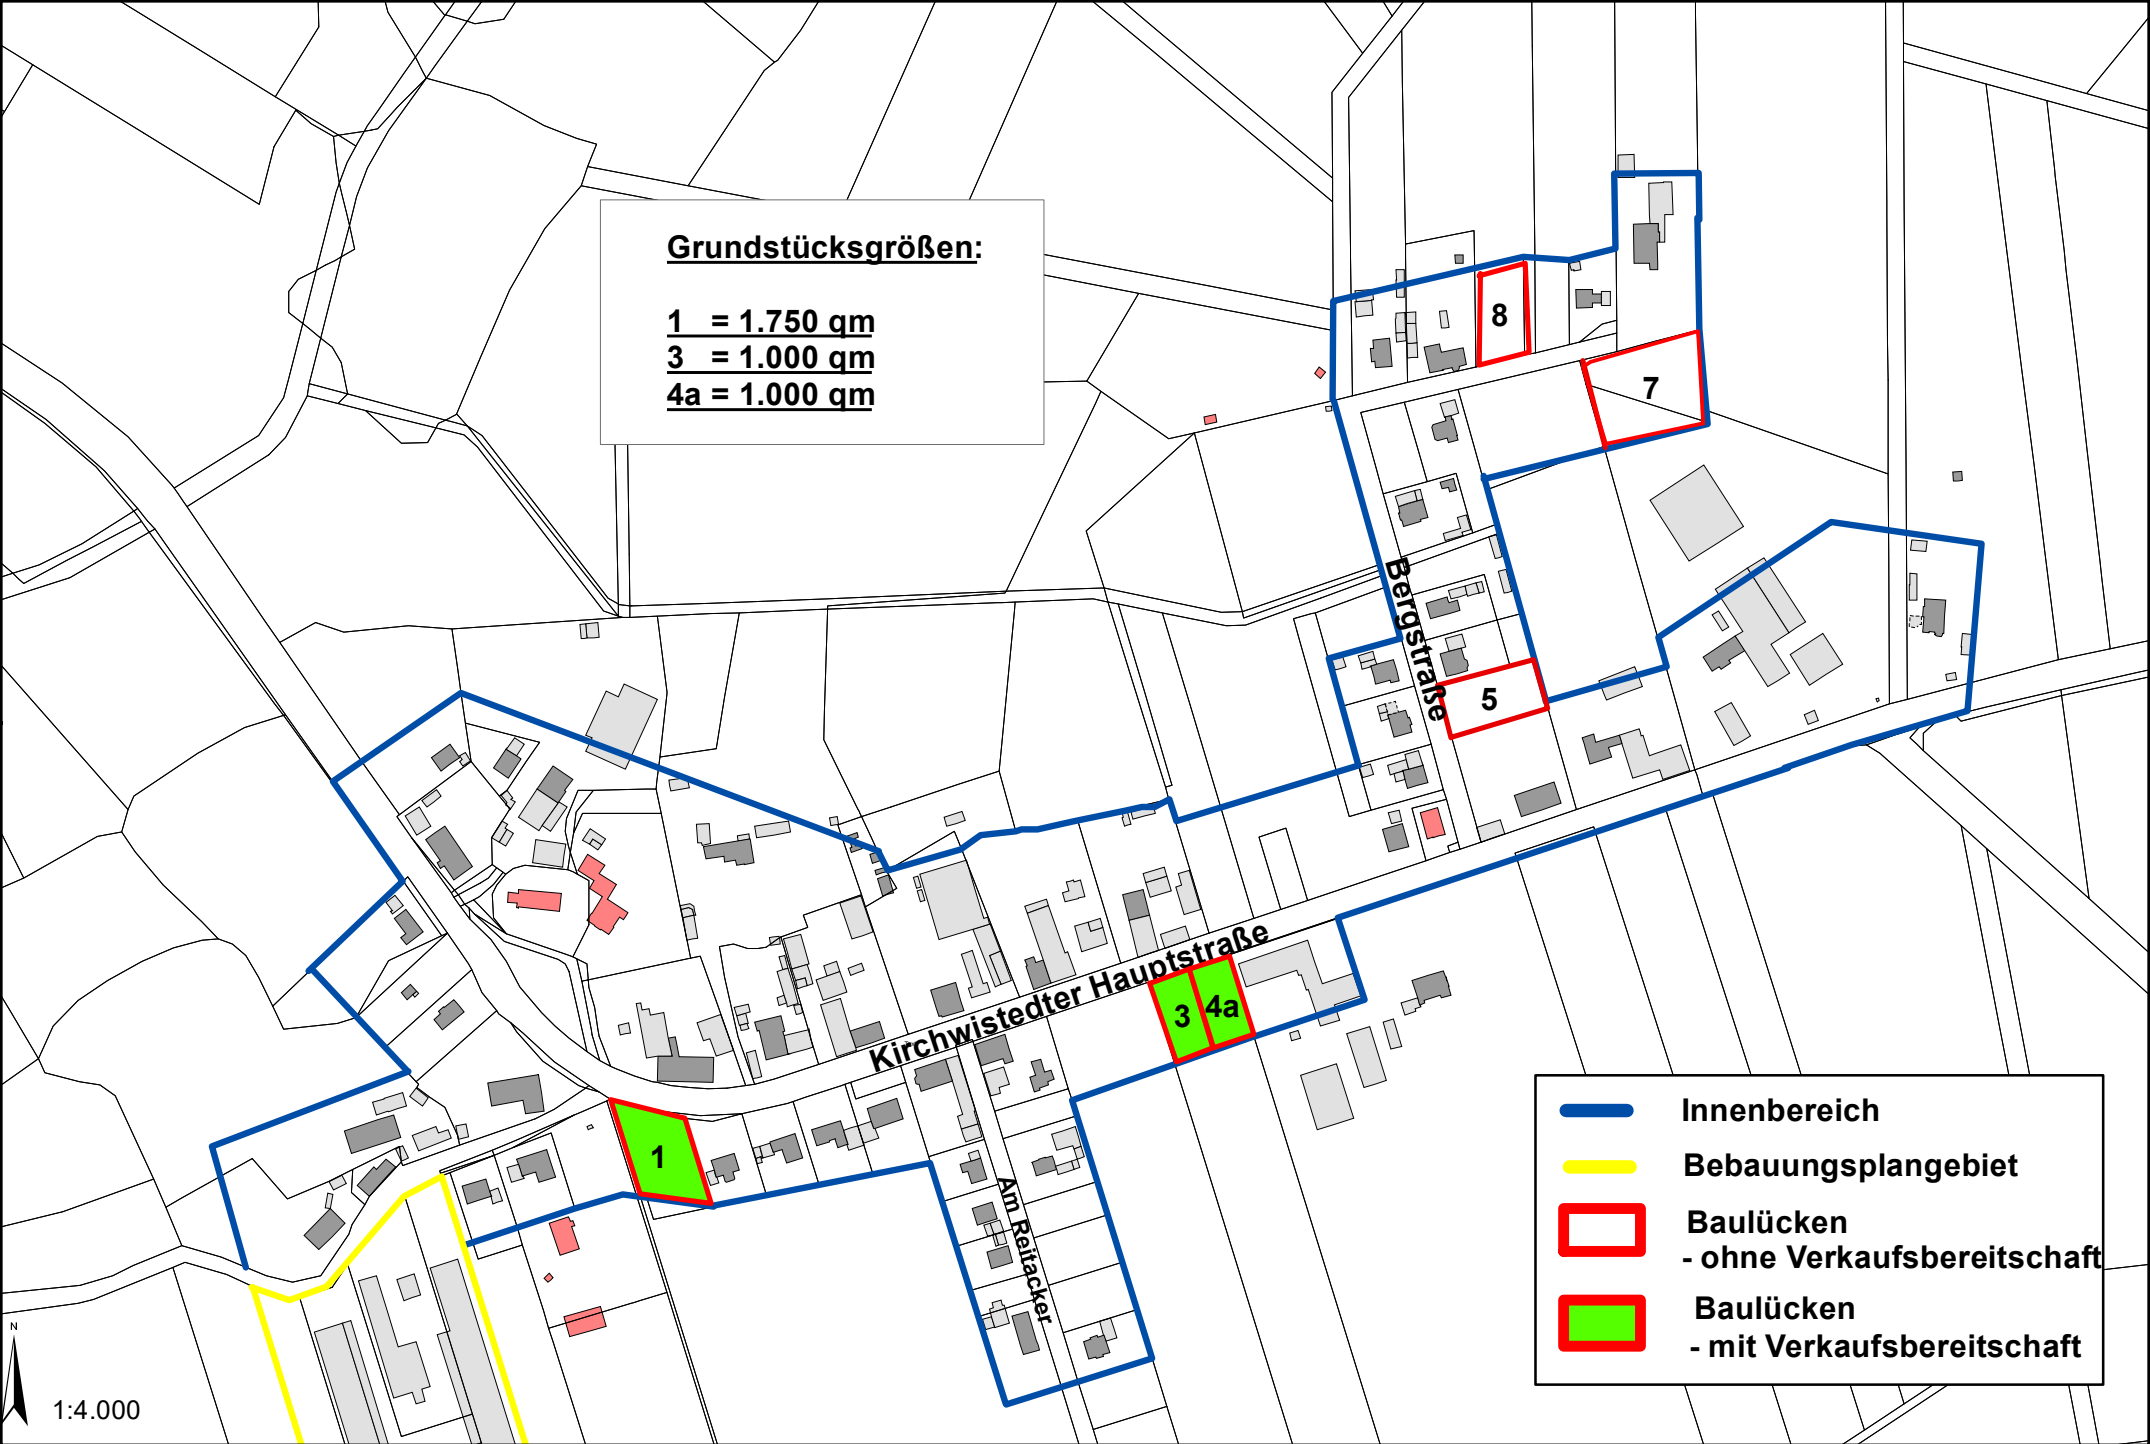 Grundstücksgrößen:
1 = 1.750 qm
3 = 1.000 qm
4a = 1.000 qm
8
7
Bergstraße
5
Kirchwistedter Hauptstraße
3
4a
1
Am Reitacker
Innenbereich
Bebauungsplangebiet
Baulücken
- ohne Verkaufsbereitschaft
Baulücken
- mit Verkaufsbereitschaft
N
1:4.000